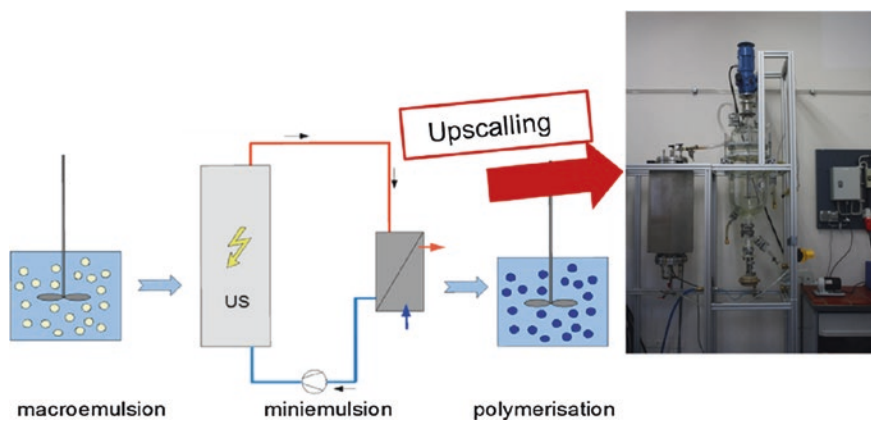 Upscalling
US
macroemulsion
miniemulsion
polymerisation